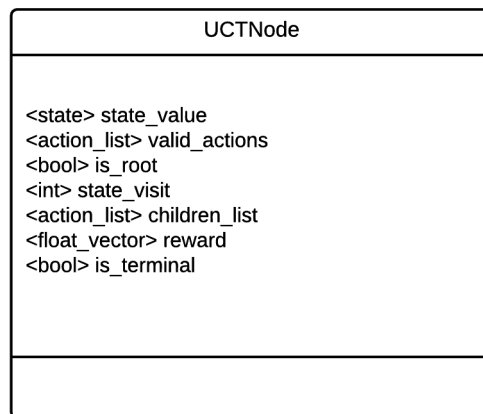 UCTNode
<state> state_value
<action_list> valid_actions
<bool> is_root
<int> state_visit
<action_list> children_list
<float_vector> reward
<bool> is_terminal